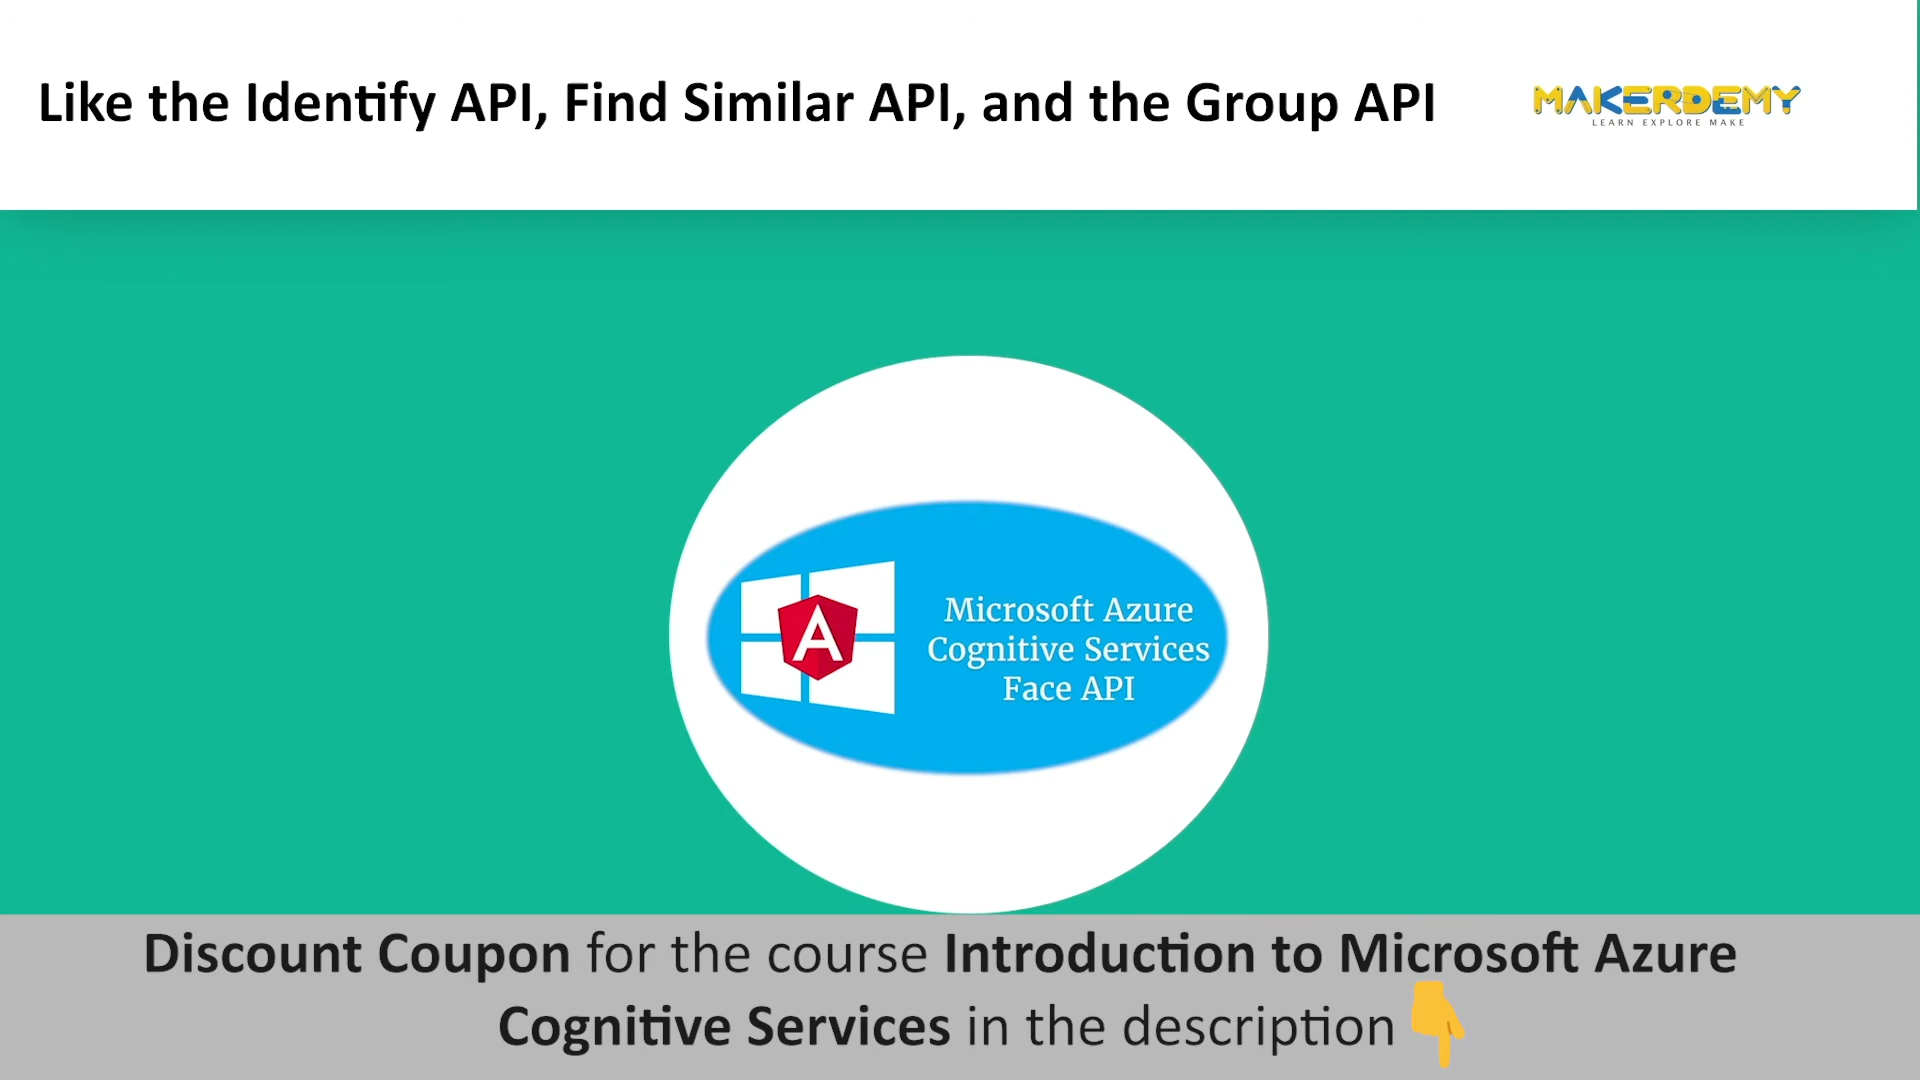 Like the Identify API, Find Similar API, and the Group API
MAKERDEMY
LEARN EXPLORE MAKE
A
Microsoft Azure
Cognitive Services
Face API
Discount Coupon for the course Introduction to Microsoft Azure
Cognitive Services in the description